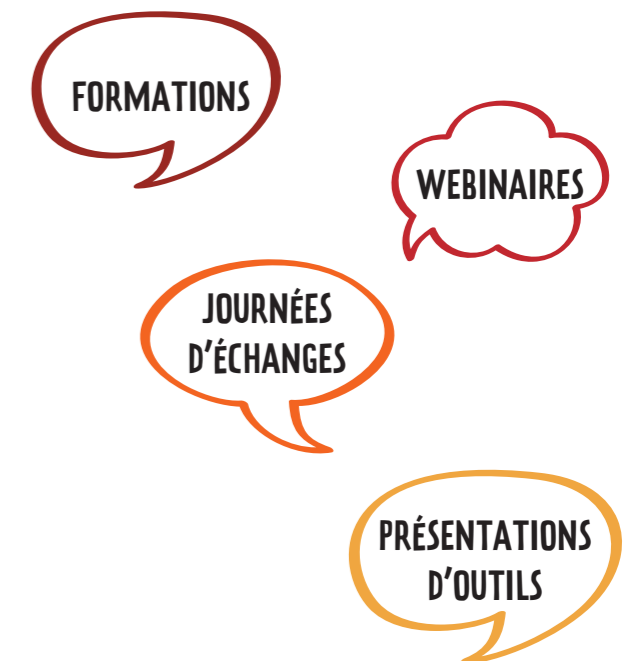 FORMATIONS
WEBINAIRES
JOURNÉES
D'ÉCHANGES
PRÉSENTATIONS
D'OUTILS